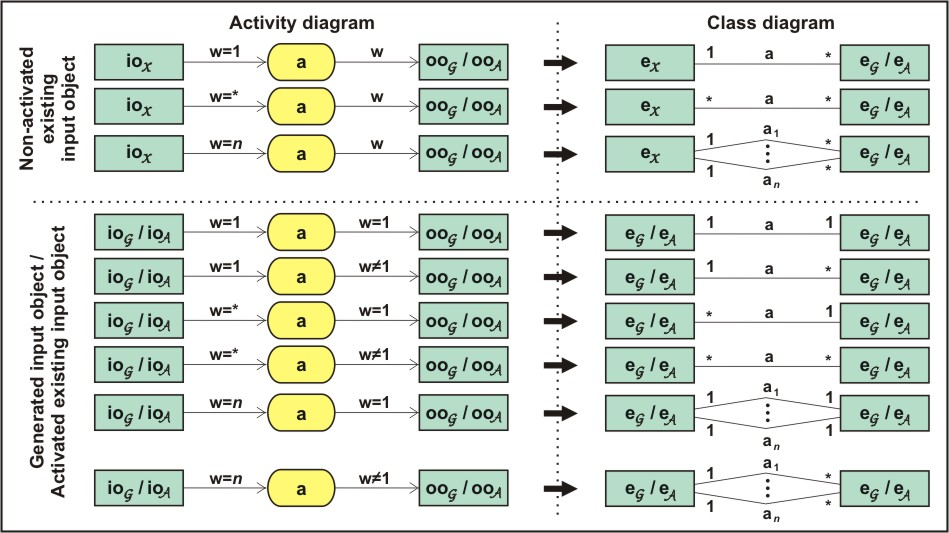 Activity diagram Class diagram
Non-activated existing input object
io𝒳 w=1 a w oo𝒢 / oo𝒜 e𝒳 1 a * e𝒢 / e𝒜
io𝒳 w=* a w oo𝒢 / oo𝒜 e𝒳 * a * e𝒢 / e𝒜
io𝒳 w=n a w oo𝒢 / oo𝒜 e𝒳 1 a1 * e𝒢 / e𝒜
1 an *
Generated input object / Activated existing input object
io𝒢 / io𝒜 w=1 a w=1 oo𝒢 / oo𝒜 e𝒢 / e𝒜 1 a 1 e𝒢 / e𝒜
io𝒢 / io𝒜 w=1 a w≠1 oo𝒢 / oo𝒜 e𝒢 / e𝒜 1 a * e𝒢 / e𝒜
io𝒢 / io𝒜 w=* a w=1 oo𝒢 / oo𝒜 e𝒢 / e𝒜 * a 1 e𝒢 / e𝒜
io𝒢 / io𝒜 w=* a w≠1 oo𝒢 / oo𝒜 e𝒢 / e𝒜 * a * e𝒢 / e𝒜
io𝒢 / io𝒜 w=n a w=1 oo𝒢 / oo𝒜 e𝒢 / e𝒜 1 a1 1 e𝒢 / e𝒜
1 an 1
io𝒢 / io𝒜 w=n a w≠1 oo𝒢 / oo𝒜 e𝒢 / e𝒜 1 a1 * e𝒢 / e𝒜
1 an *